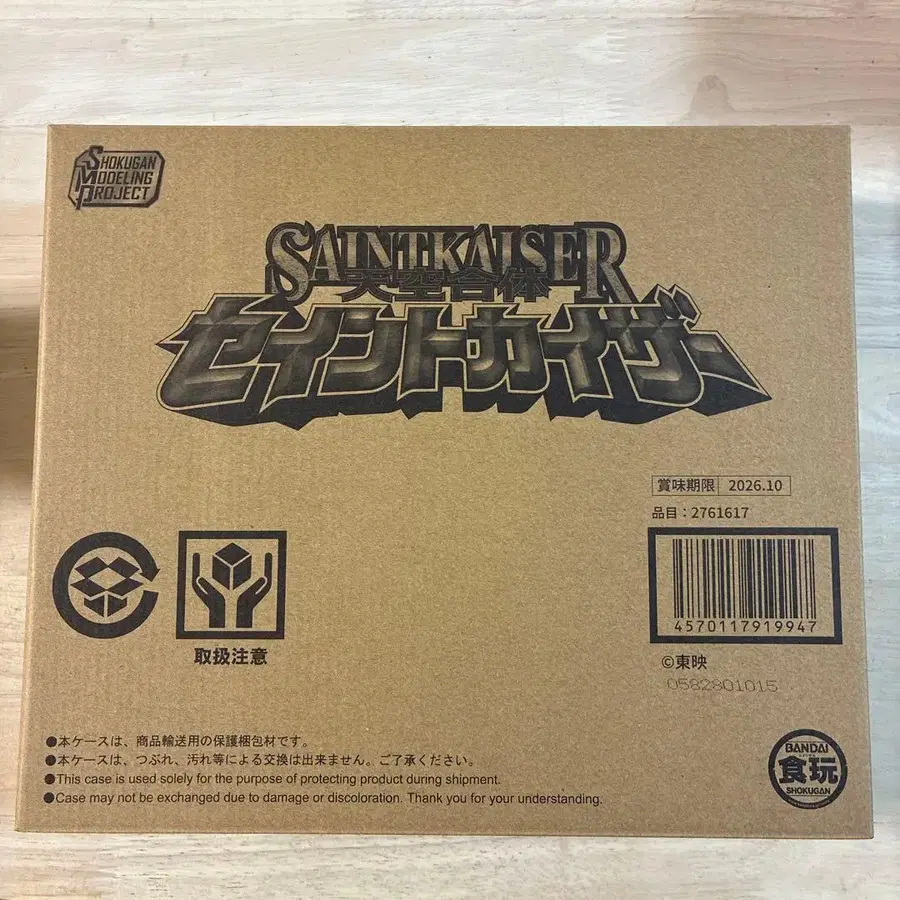 SHOKUGAN
MODELING
PROJECT
SAINTKAISER
天空合体
セイントカイザー
賞味期限 2026.10
品目：2761617
4570117919947
©東映
0582801015
取扱注意
●本ケースは、商品輸送用の保護梱包材です。
●本ケースは、つぶれ、汚れ等による交換は出来ません。ご了承ください。
●This case is used solely for the purpose of protecting product during shipment.
●Case may not be exchanged due to damage or discoloration. Thank you for your understanding.
BANDAI
食玩
SHOKUGAN